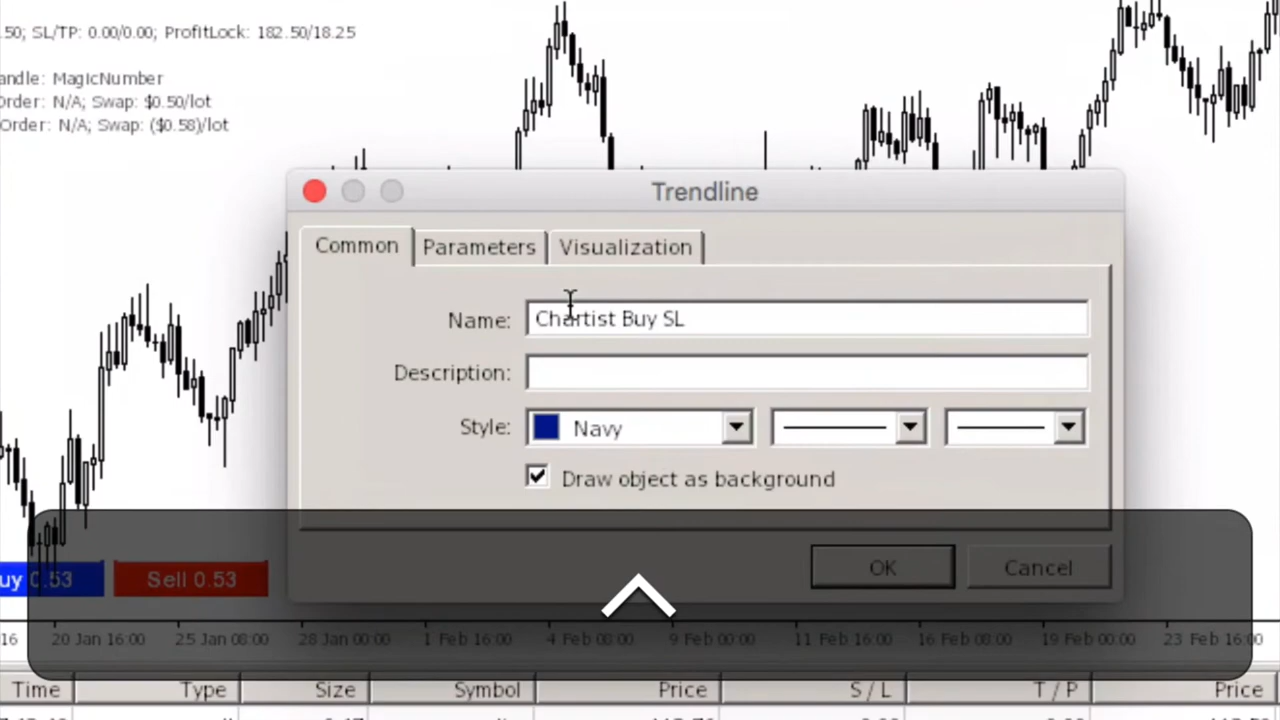 .50; SL/TP: 0.00/0.00; ProfitLock: 182.50/18.25
andle: MagicNumber
Order: N/A; Swap: $0.50/lot
Order: N/A; Swap: ($0.58)/lot
Trendline
Common Parameters Visualization
Name: Chartist Buy SL
Description:
Style: Navy
Draw object as background
OK Cancel
uy 0.53 Sell 0.53
16 20 Jan 16:00 25 Jan 08:00 28 Jan 00:00 1 Feb 16:00 4 Feb 08:00 9 Feb 00:00 11 Feb 16:00 16 Feb 08:00 19 Feb 00:00 23 Feb 16:00
Time Type Size Symbol Price S / L T / P Price